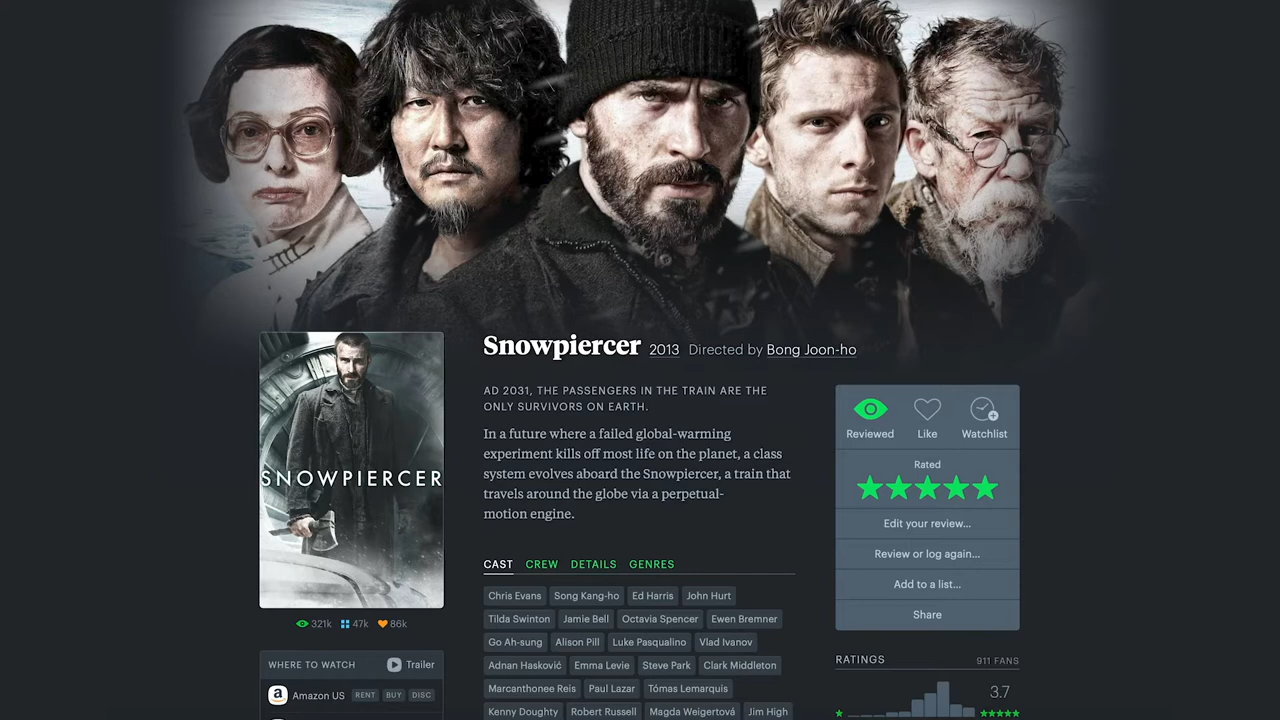 Snowpiercer 2013 Directed by Bong Joon-ho
AD 2031, THE PASSENGERS IN THE TRAIN ARE THE
ONLY SURVIVORS ON EARTH.
In a future where a failed global-warming
experiment kills off most life on the planet, a class
system evolves aboard the Snowpiercer, a train that
travels around the globe via a perpetual-
motion engine.
SNOWPIERCER
321k 47k 86k
WHERE TO WATCH Trailer
a Amazon US RENT BUY DISC
CAST CREW DETAILS GENRES
Chris Evans Song Kang-ho Ed Harris John Hurt
Tilda Swinton Jamie Bell Octavia Spencer Ewen Bremner
Go Ah-sung Alison Pill Luke Pasqualino Vlad Ivanov
Adnan Hasković Emma Levie Steve Park Clark Middleton
Marcanthonee Reis Paul Lazar Tómas Lemarquis
Kenny Doughty Robert Russell Magda Weigertová Jim High
Reviewed Like Watchlist
Rated
Edit your review...
Review or log again...
Add to a list...
Share
RATINGS 911 FANS
3.7